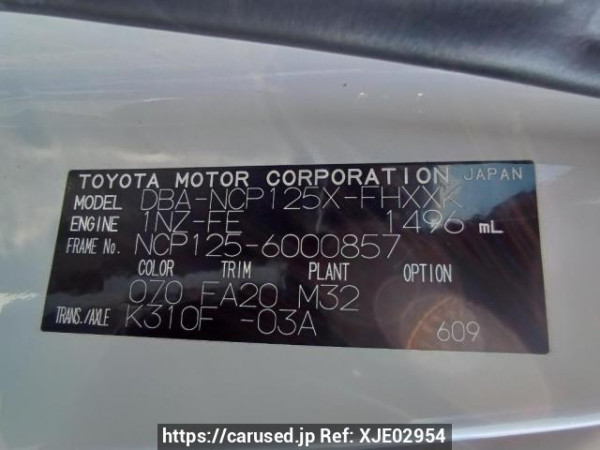 TOYOTA MOTOR CORPORATION JAPAN
MODEL DBA-NCP125X-FHXXK
ENGINE 1NZ-FE 1496 mL
FRAME No. NCP125-6000857
COLOR TRIM PLANT OPTION
070 FA20 M32
TRANS./AXLE K310F -03A
609
https://carused.jp Ref: XJE02954